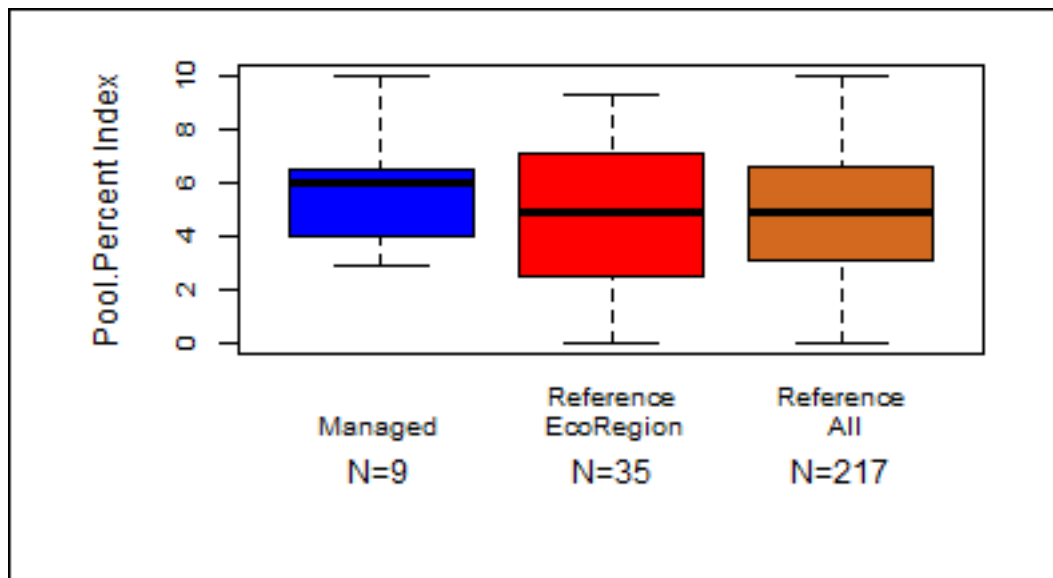 Pool.Percent Index
10
8
6
4
2
0
Reference
EcoRegion
Reference
All
Managed
N=9
N=35
N=217